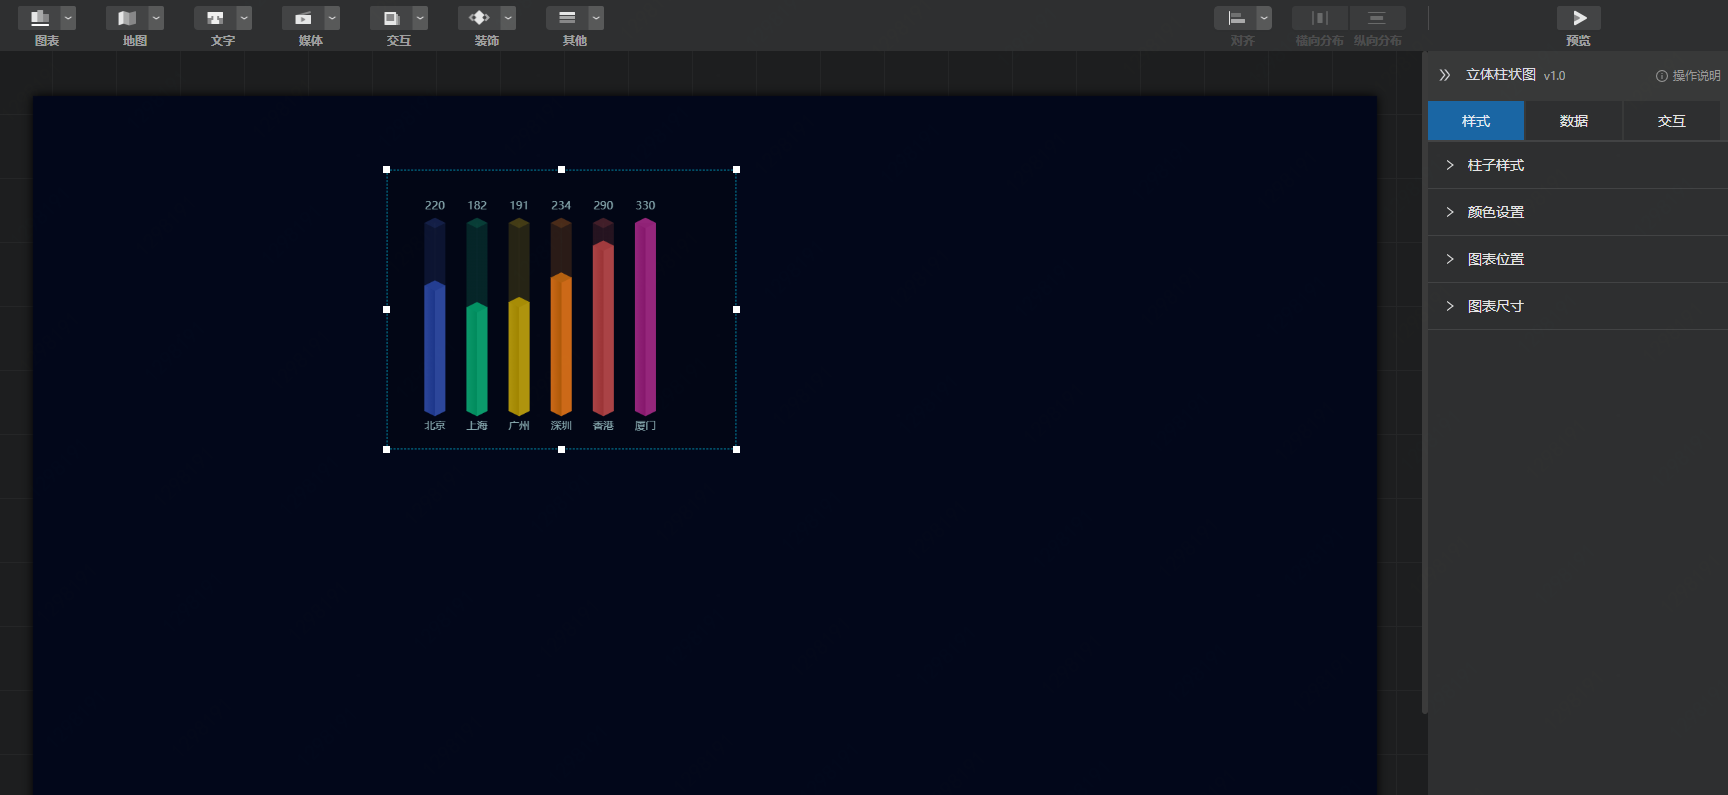 图表 地图 文字 媒体 交互 装饰 其他 对齐 横向分布 纵向分布 预览
立体柱状图 v1.0 操作说明
样式 数据 交互
柱子样式
颜色设置
图表位置
图表尺寸
220 182 191 234 290 330
北京 上海 广州 深圳 香港 厦门